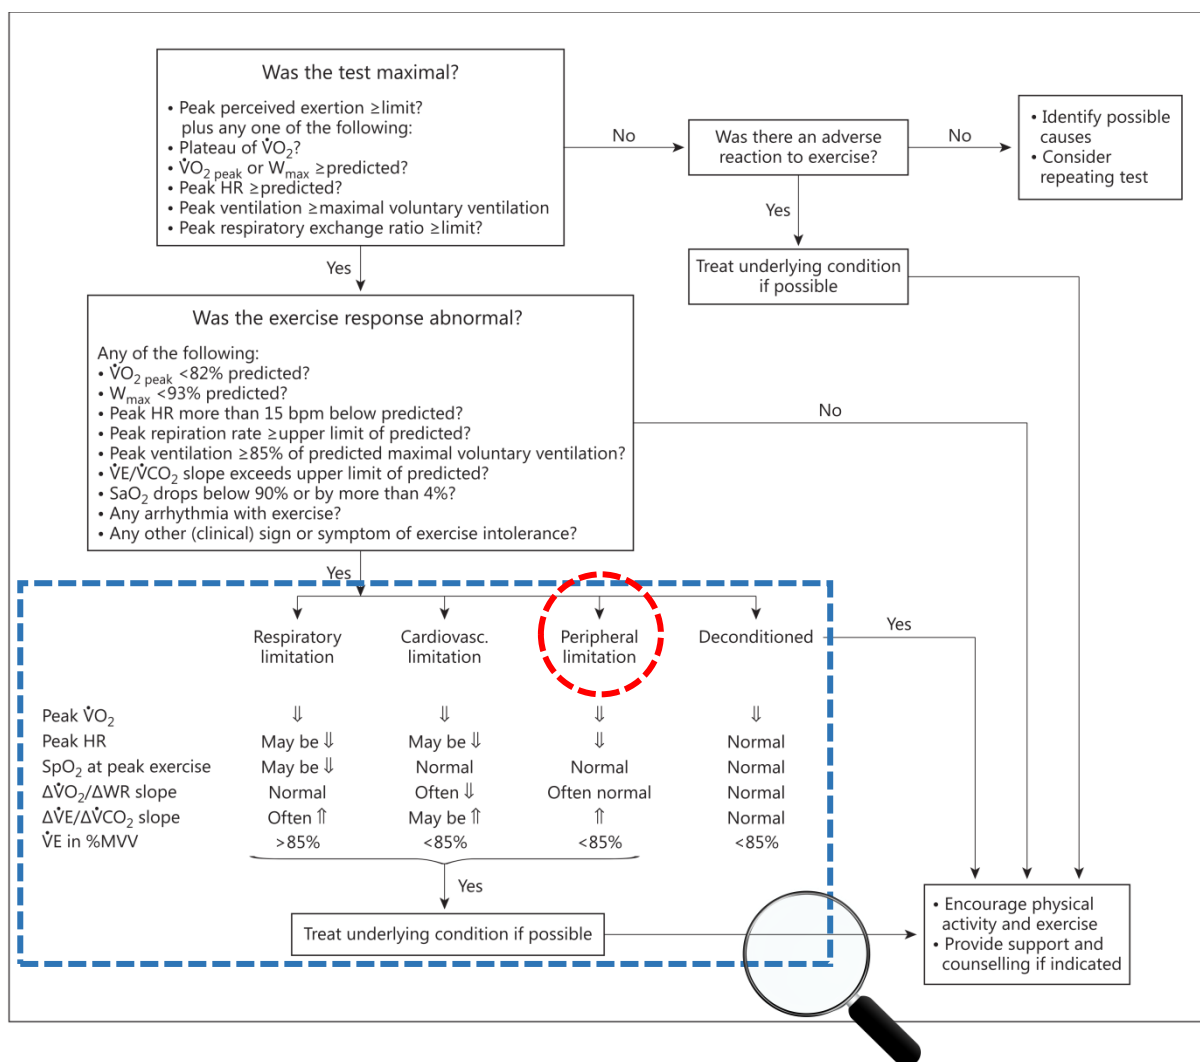 Was the test maximal?
• Peak perceived exertion ≥limit?
plus any one of the following:
• Plateau of V̇O₂?
• V̇O₂ peak or Wmax ≥predicted?
• Peak HR ≥predicted?
• Peak ventilation ≥maximal voluntary ventilation
• Peak respiratory exchange ratio ≥limit?
No
Was there an adverse
reaction to exercise?
No
• Identify possible
causes
• Consider
repeating test
Yes
Treat underlying condition
if possible
Yes
Was the exercise response abnormal?
Any of the following:
• V̇O₂ peak <82% predicted?
• Wmax <93% predicted?
• Peak HR more than 15 bpm below predicted?
• Peak repiration rate ≥upper limit of predicted?
• Peak ventilation ≥85% of predicted maximal voluntary ventilation?
• V̇E/V̇CO₂ slope exceeds upper limit of predicted?
• SaO₂ drops below 90% or by more than 4%?
• Any arrhythmia with exercise?
• Any other (clinical) sign or symptom of exercise intolerance?
No
Yes
Respiratory
limitation
Cardiovasc.
limitation
Peripheral
limitation
Deconditioned
Yes
Peak V̇O₂ ⇓ ⇓ ⇓ ⇓
Peak HR May be ⇓ May be ⇓ ⇓ Normal
SpO₂ at peak exercise May be ⇓ Normal Normal Normal
ΔV̇O₂/ΔWR slope Normal Often ⇓ Often normal Normal
ΔV̇E/ΔV̇CO₂ slope Often ⇑ May be ⇑ ⇑ Normal
V̇E in %MVV >85% <85% <85% <85%
Yes
Treat underlying condition if possible
• Encourage physical
activity and exercise
• Provide support and
counselling if indicated